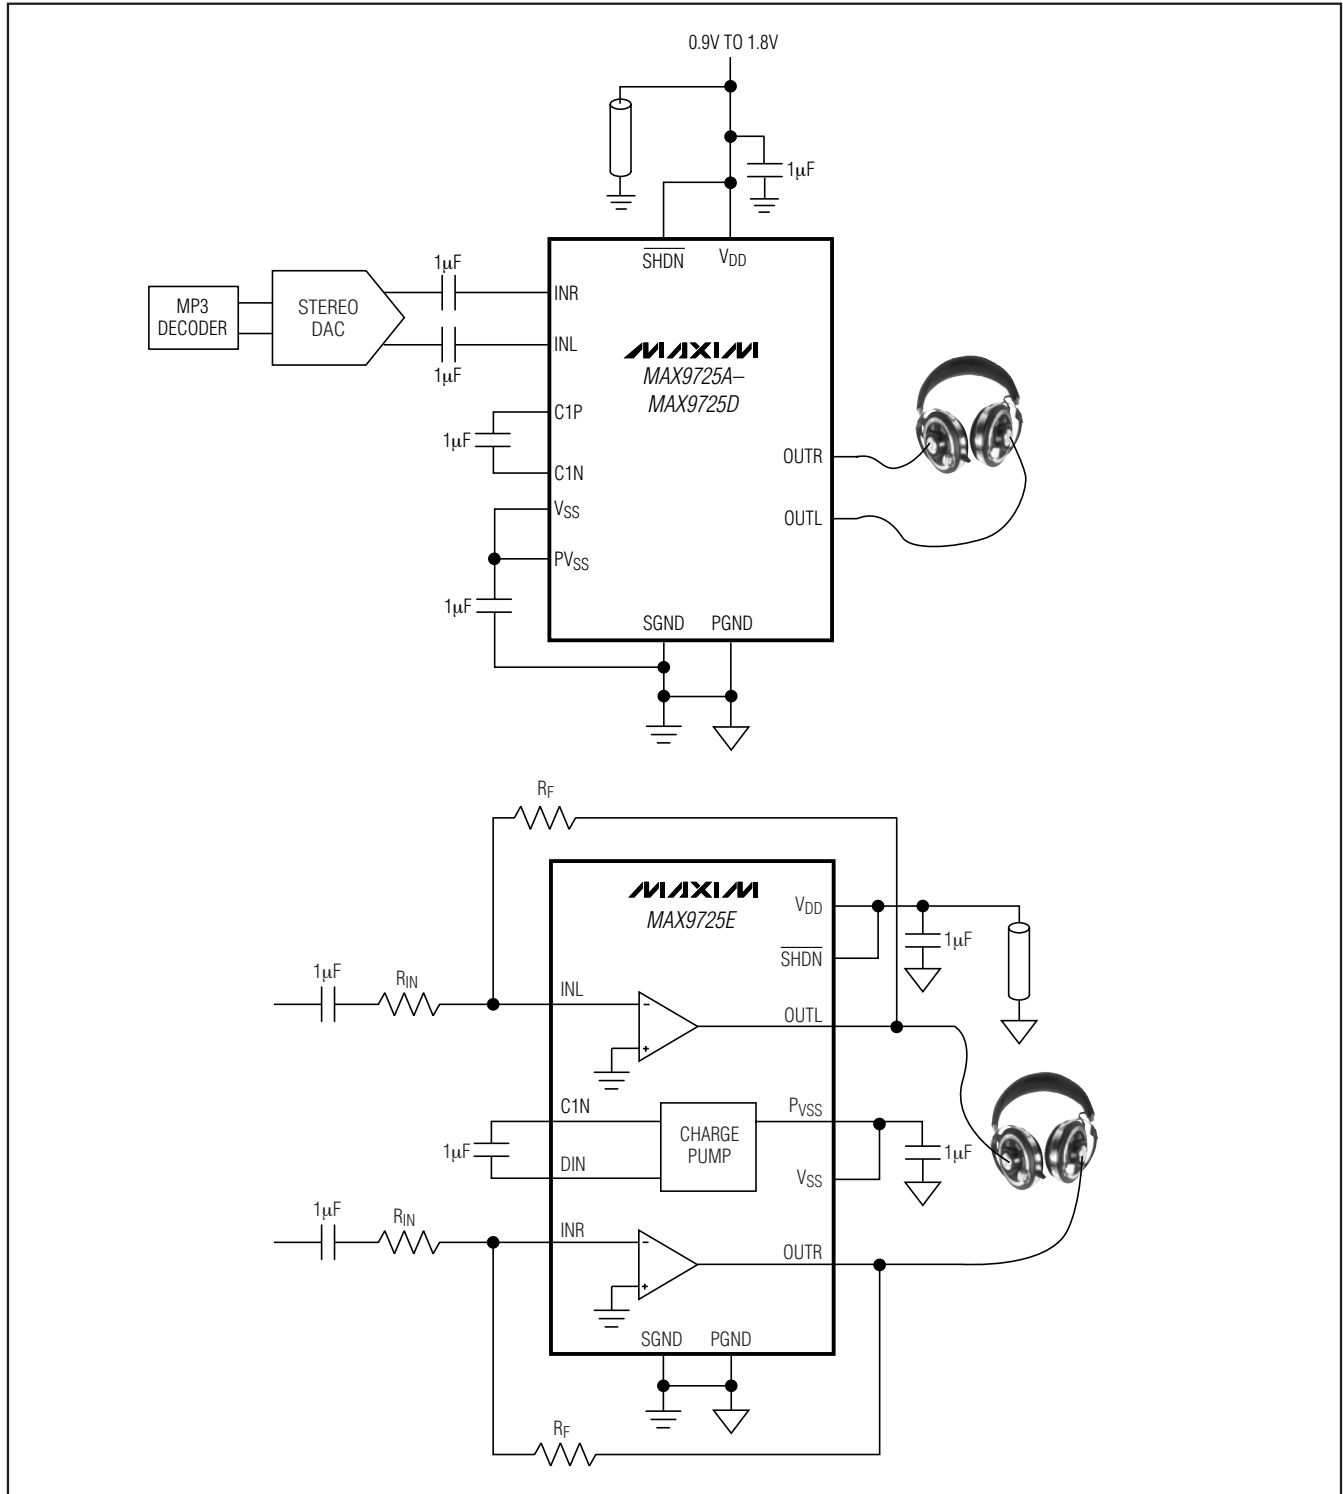 0.9V TO 1.8V
1µF
SHDN
VDD
1µF
MP3
DECODER
STEREO
DAC
INR
INL
1µF
MAXIM
MAX9725A–
MAX9725D
C1P
1µF
C1N
OUTR
VSS
OUTL
PVSS
1µF
SGND
PGND
RF
MAXIM
MAX9725E
VDD
1µF
SHDN
1µF
RIN
INL
OUTL
C1N
PVSS
1µF
CHARGE
PUMP
1µF
DIN
VSS
1µF
RIN
INR
OUTR
SGND
PGND
RF